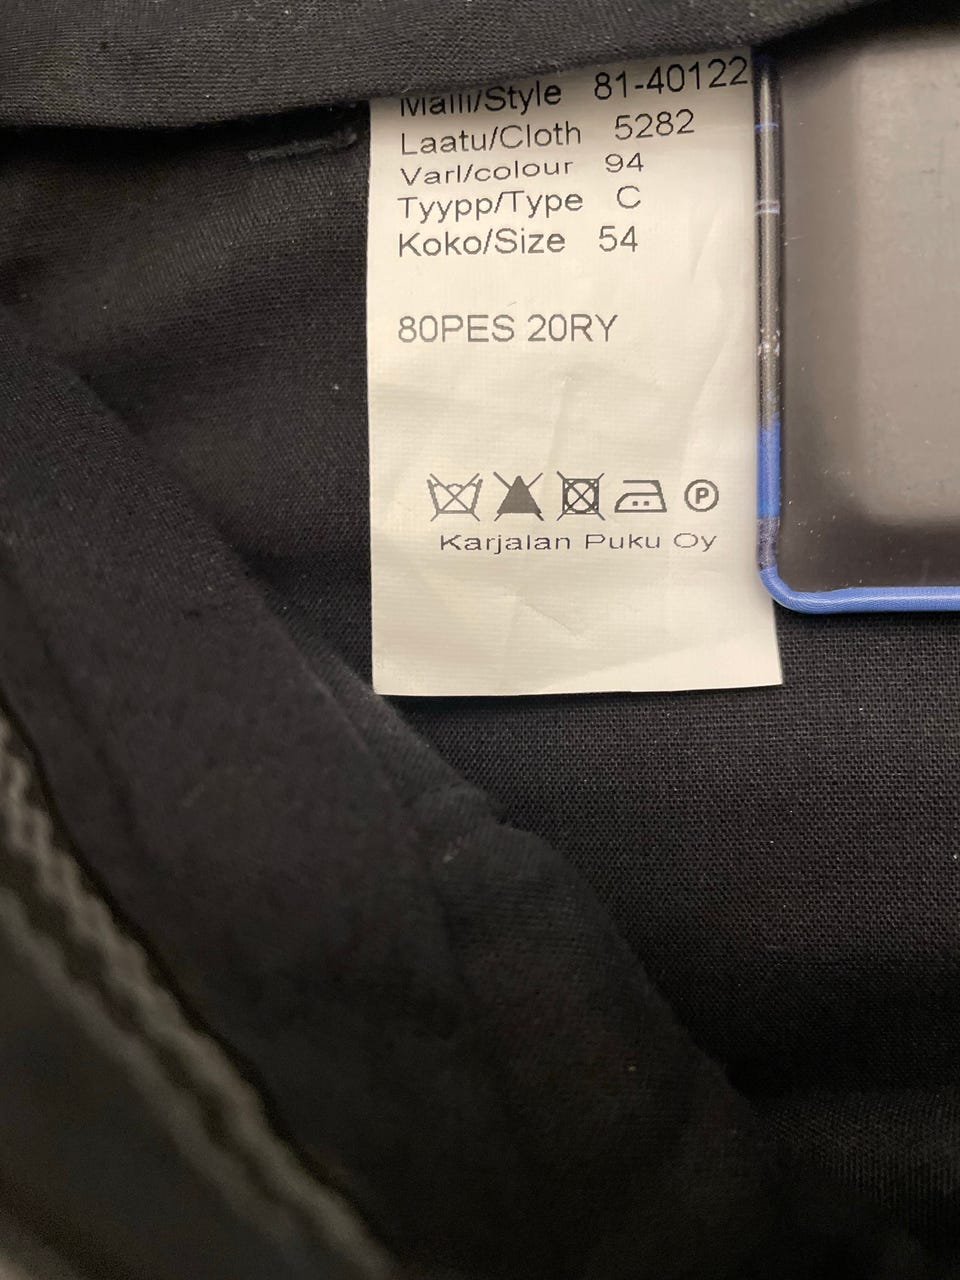 Malli/Style 81-40122
Laatu/Cloth 5282
Varl/colour 94
Tyypp/Type C
Koko/Size 54
80PES 20RY
P
Karjalan Puku Oy